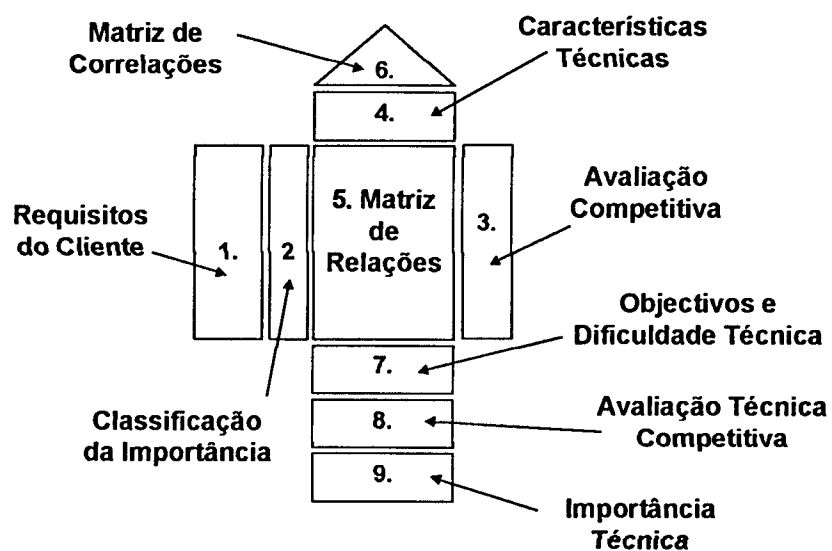 Matriz de
Correlações
Características
Técnicas
6.
4.
Requisitos
do Cliente
1.
2
5. Matriz
de
Relações
3.
Avaliação
Competitiva
Objectivos e
Dificuldade Técnica
7.
Classificação
da Importância
8.
Avaliação Técnica
Competitiva
9.
Importância
Técnica